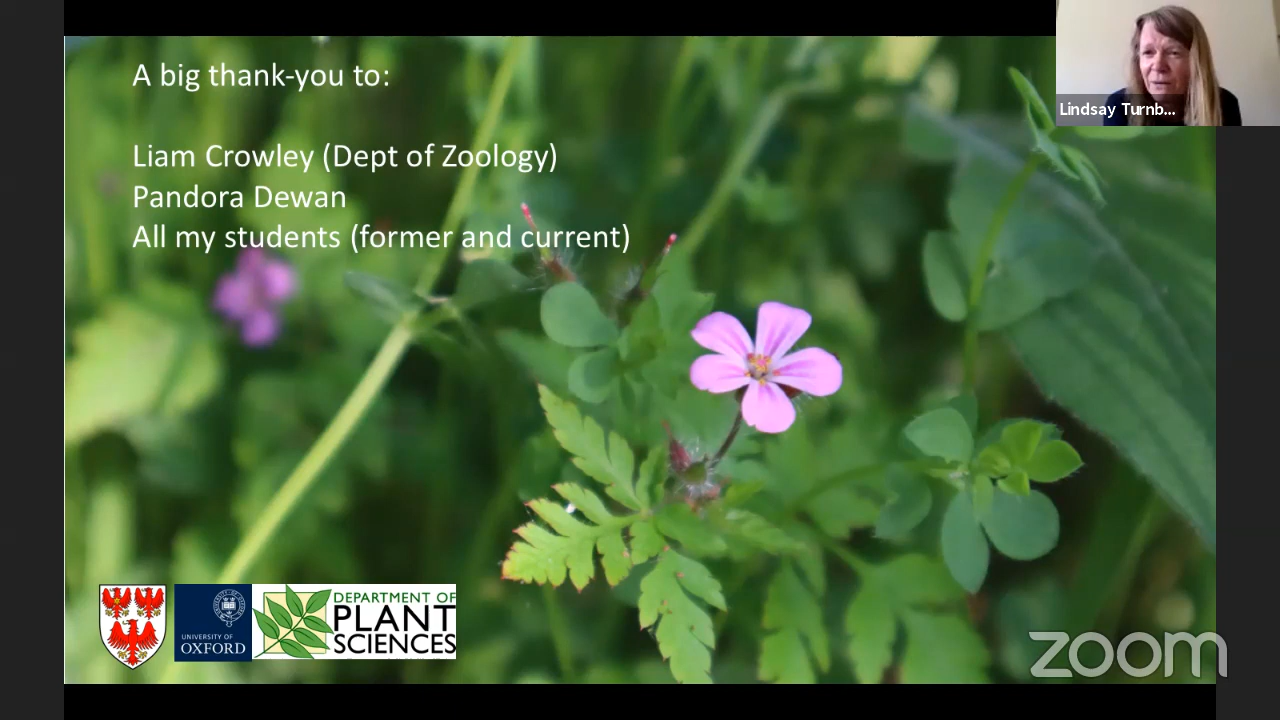 A big thank-you to:
Liam Crowley (Dept of Zoology)
Pandora Dewan
All my students (former and current)
Lindsay Turnb...
UNIVERSITY OF
OXFORD
DEPARTMENT OF
PLANT
SCIENCES
zoom